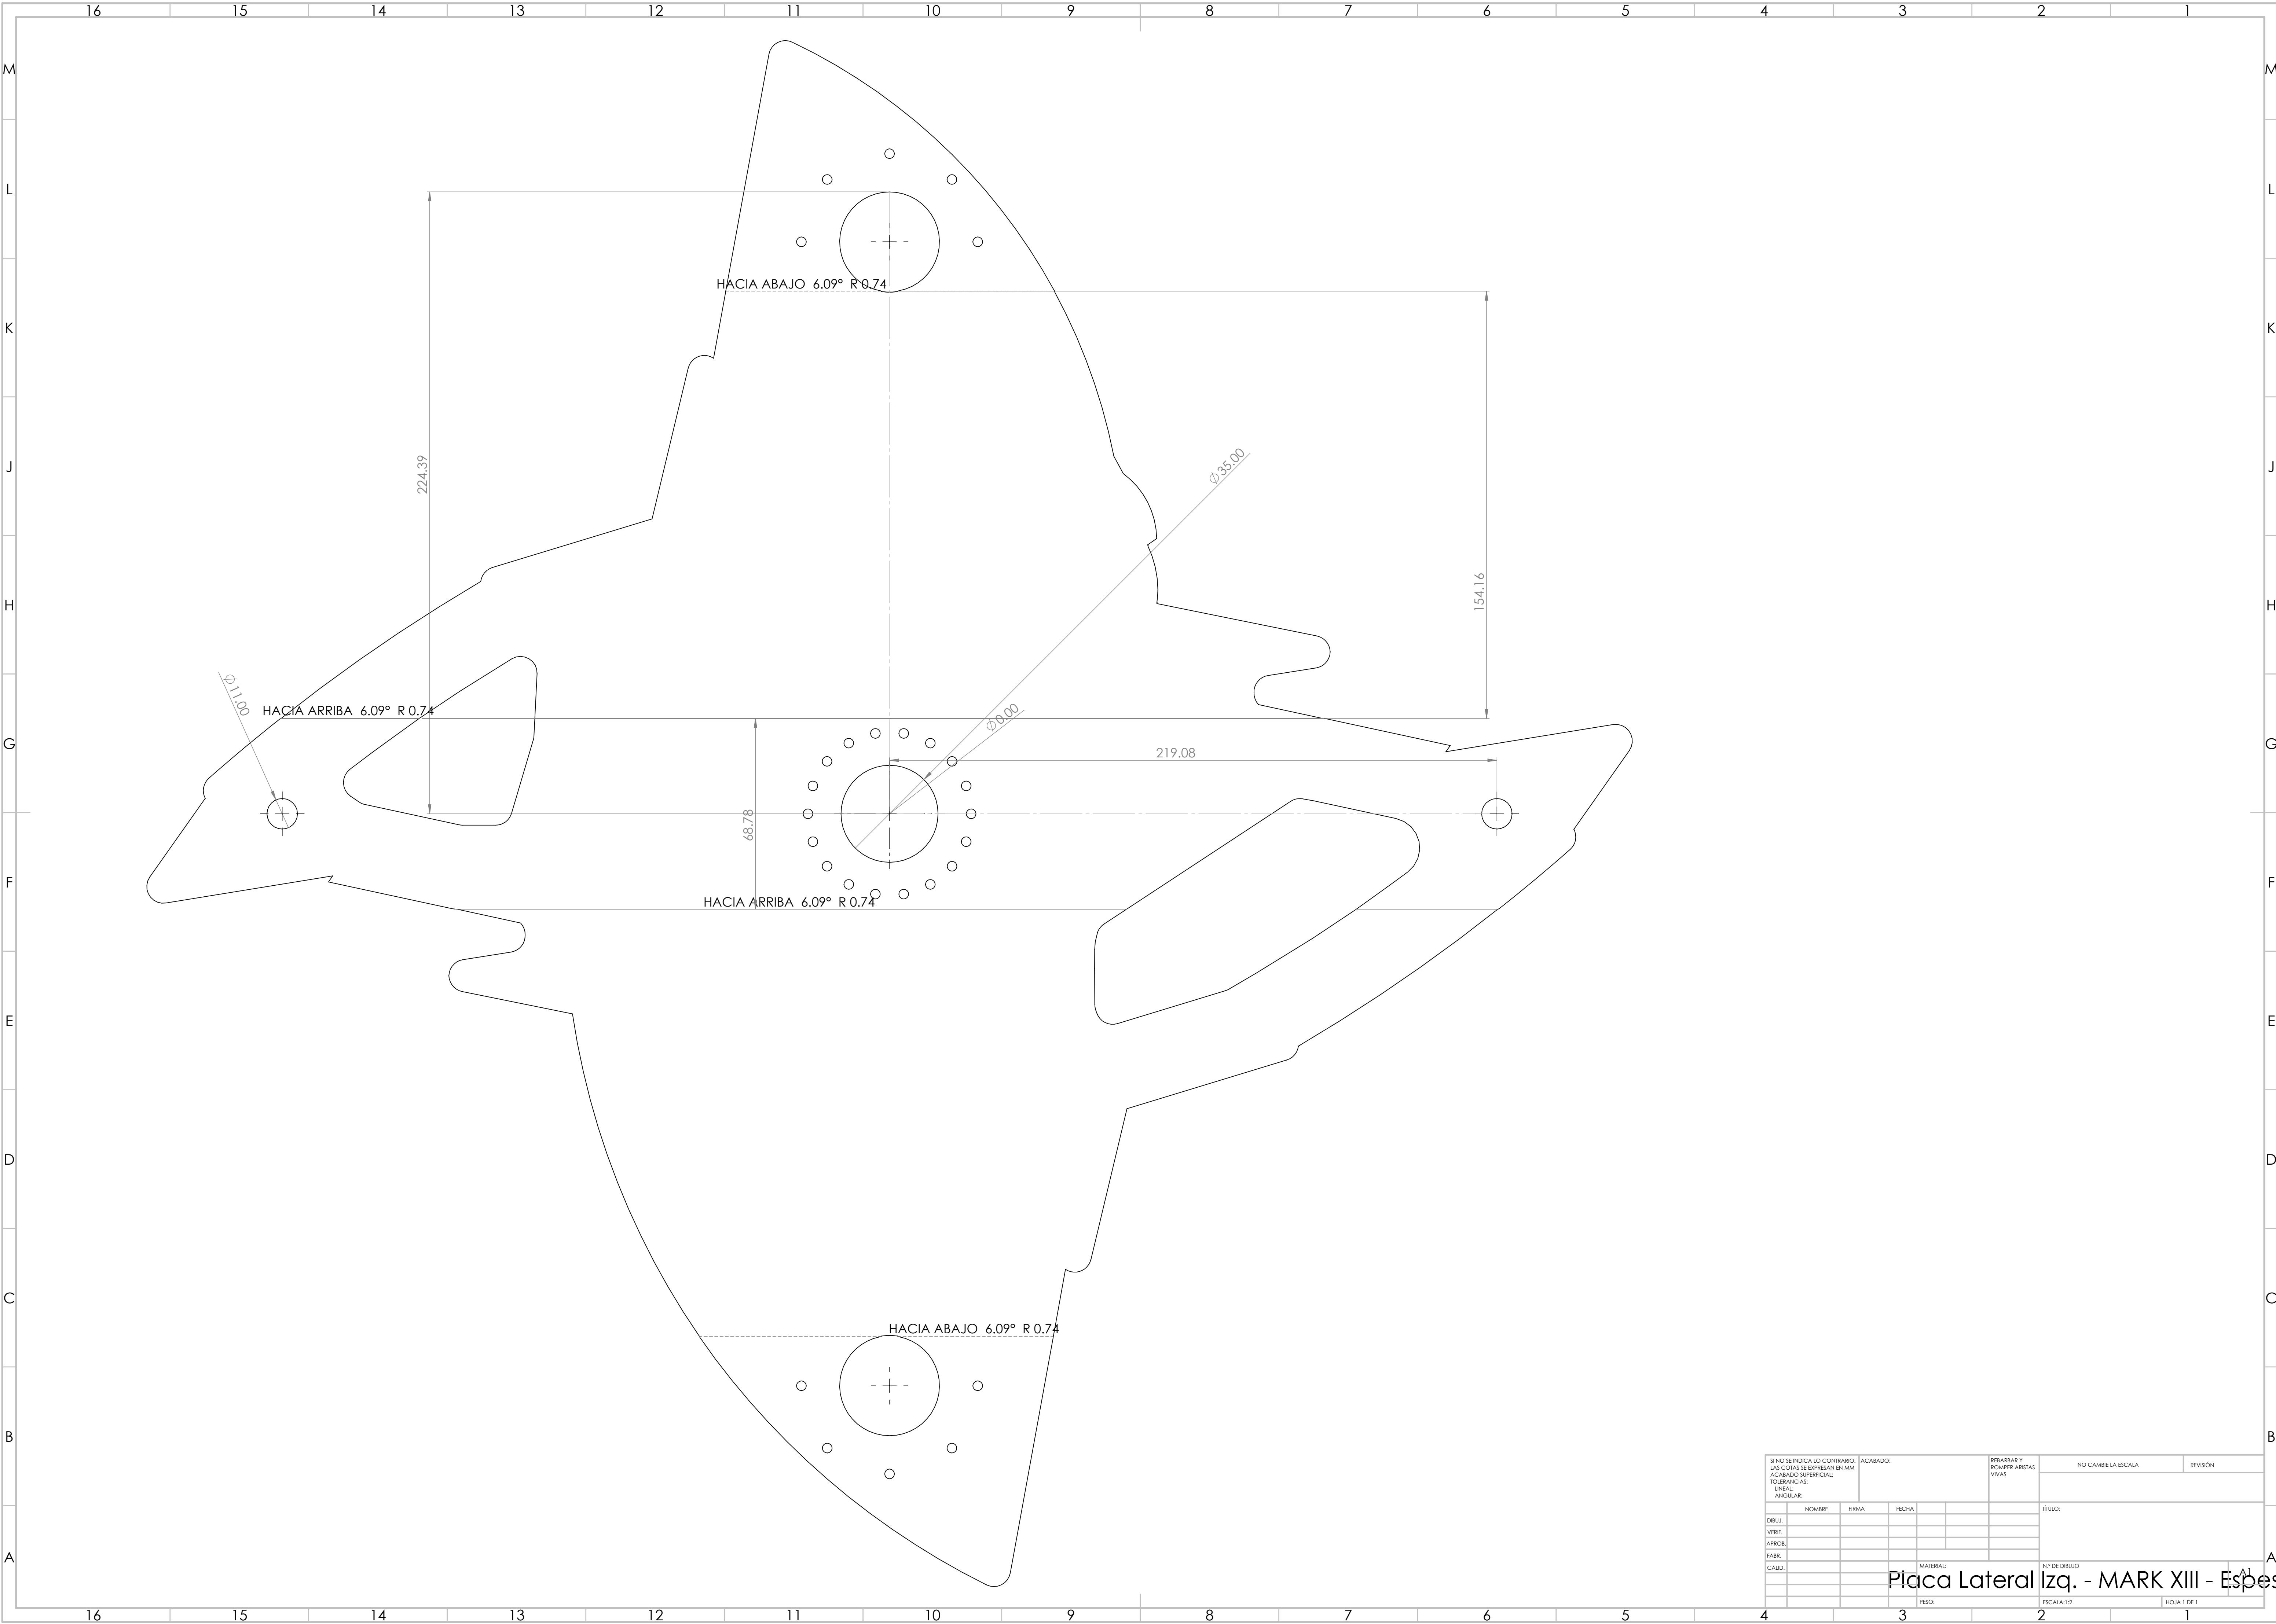 16 15 14 13 12 11 10 9 8 7 6 5 4 3 2 1
M M
L L
HACIA ABAJO 6.09° R 0.74
K K
J J
224.39
⌀35.00
154.16
H H
⌀11.00
HACIA ARRIBA 6.09° R 0.74
⌀0.00
G G
219.08
68.78
F F
HACIA ARRIBA 6.09° R 0.74
E E
D D
C C
HACIA ABAJO 6.09° R 0.74
B B
SI NO SE INDICA LO CONTRARIO:
LAS COTAS SE EXPRESAN EN MM
ACABADO SUPERFICIAL:
TOLERANCIAS:
LINEAL:
ANGULAR:
ACABADO:
REBARBAR Y
ROMPER ARISTAS
VIVAS
NO CAMBIE LA ESCALA
REVISIÓN
NOMBRE FIRMA FECHA
TÍTULO:
DIBUJ.
VERIF.
APROB.
FABR.
CALID.
A A
MATERIAL:
N.º DE DIBUJO
A1
Placa Lateral Izq. - MARK XIII - Espes
PESO:
ESCALA:1:2
HOJA 1 DE 1
16 15 14 13 12 11 10 9 8 7 6 5 4 3 2 1